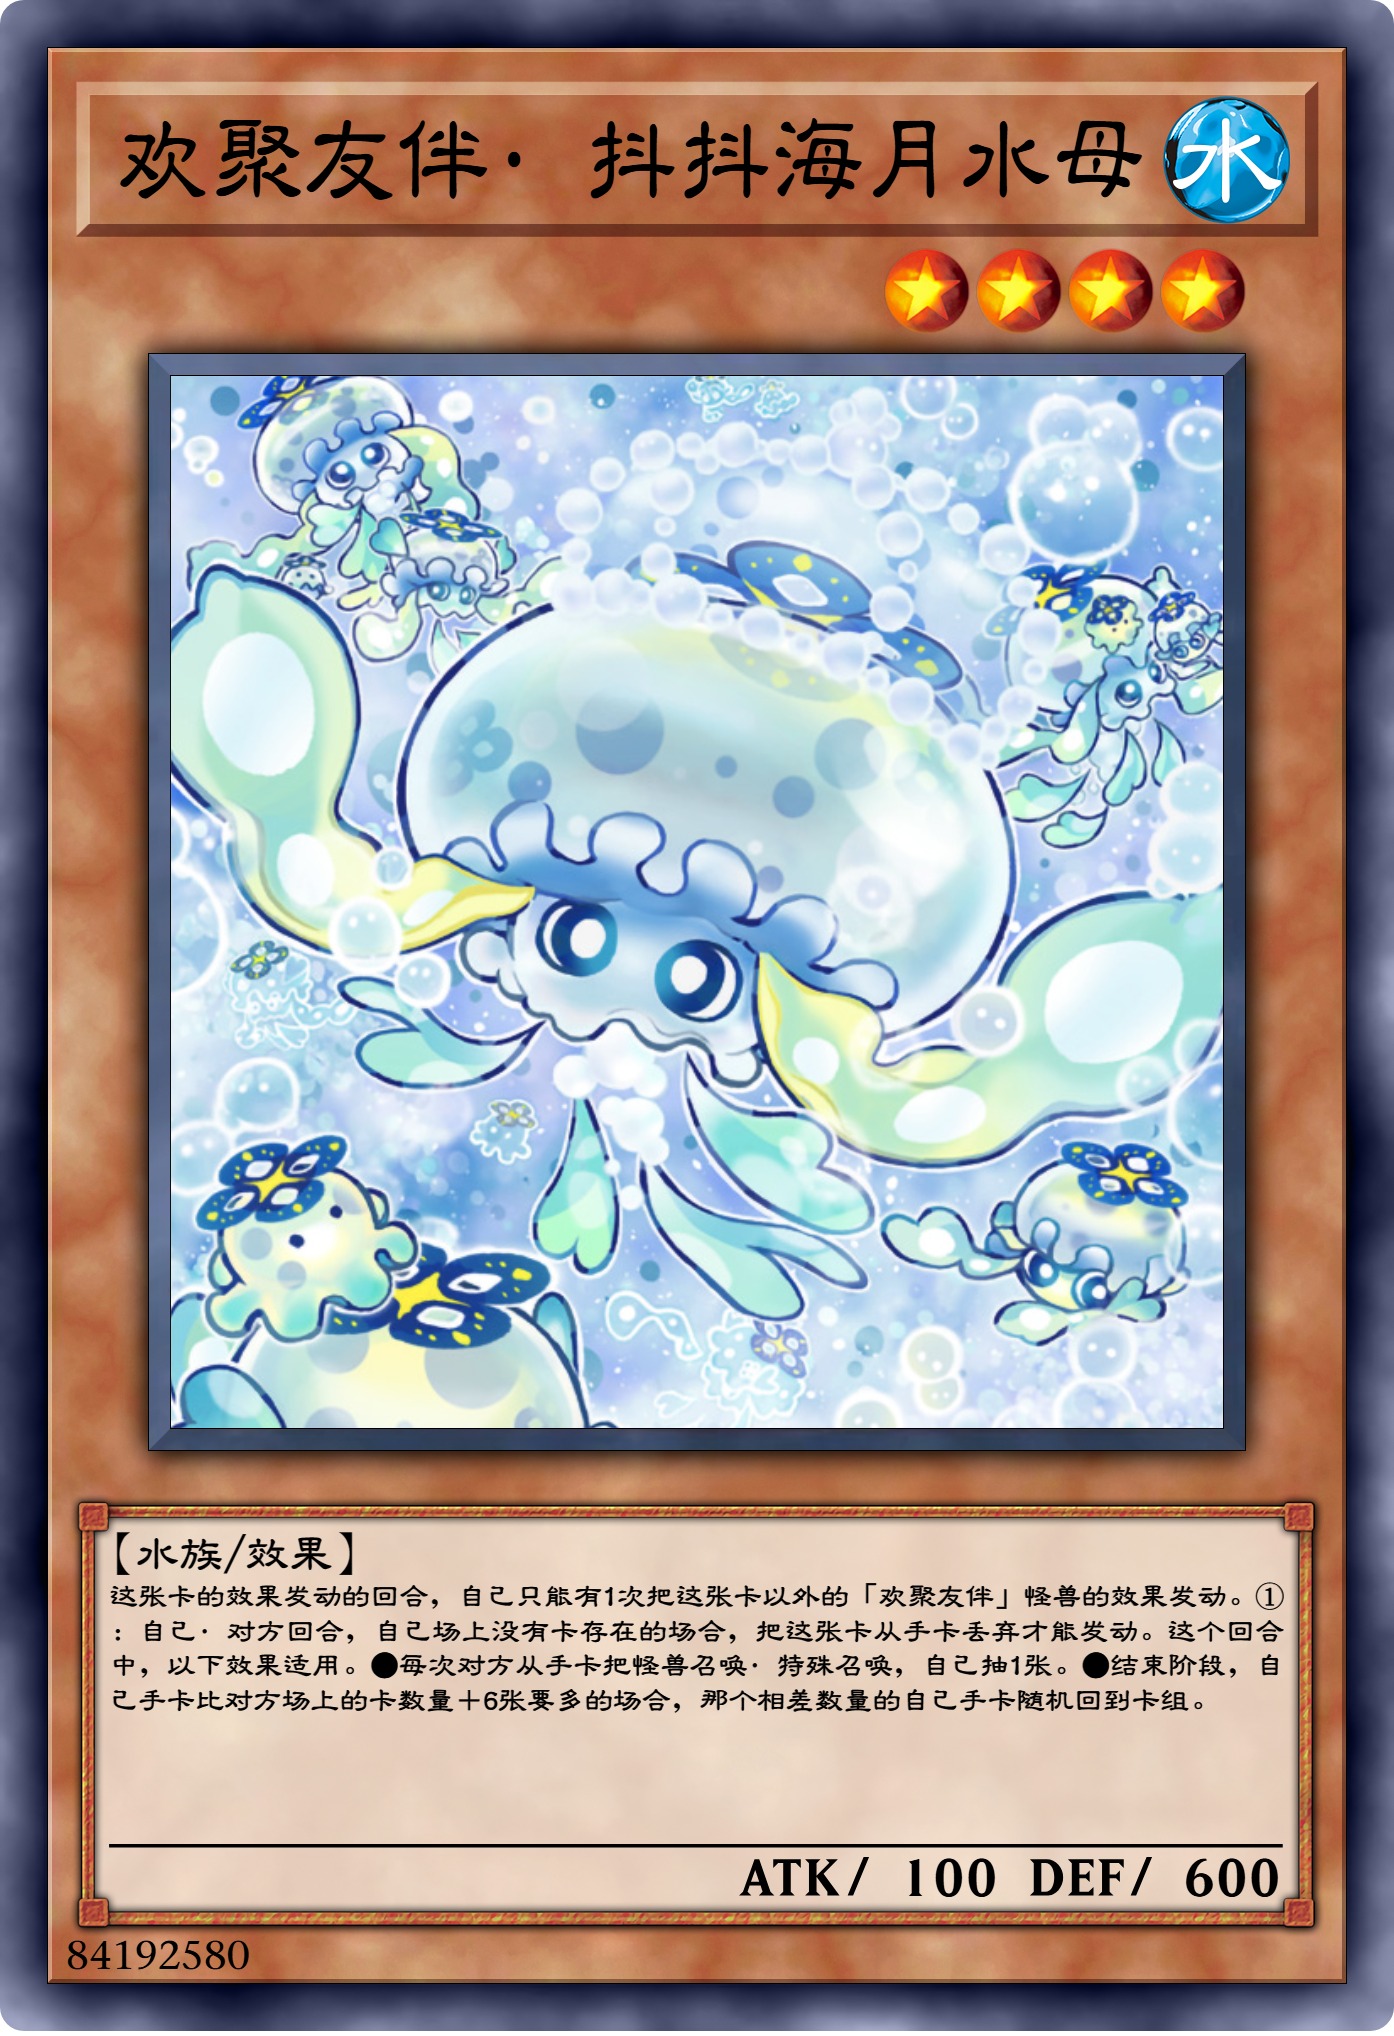 欢聚友伴·抖抖海月水母 水
【水族/效果】
这张卡的效果发动的回合，自己只能有1次把这张卡以外的「欢聚友伴」怪兽的效果发动。①
：自己·对方回合，自己场上没有卡存在的场合，把这张卡从手卡丢弃才能发动。这个回合
中，以下效果适用。●每次对方从手卡把怪兽召唤·特殊召唤，自己抽1张。●结束阶段，自
己手卡比对方场上的卡数量＋6张要多的场合，那个相差数量的自己手卡随机回到卡组。
ATK/ 100 DEF/ 600
84192580